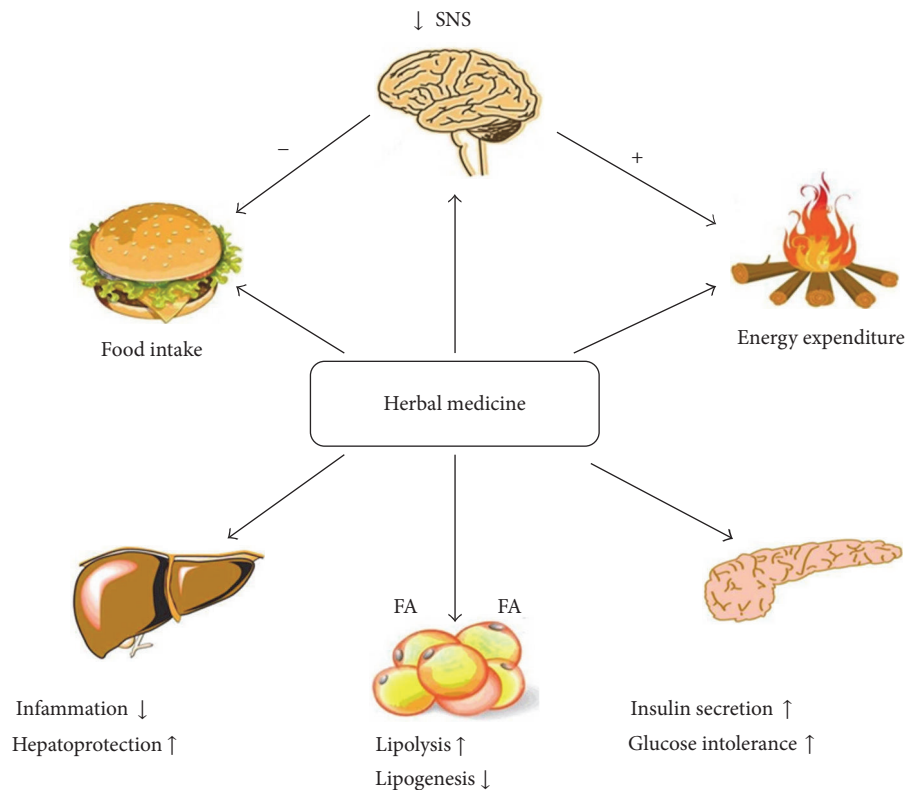 ↓ SNS
−
+
Food intake
Energy expenditure
Herbal medicine
FA FA
Infammation ↓
Hepatoprotection ↑
Lipolysis ↑
Lipogenesis ↓
Insulin secretion ↑
Glucose intolerance ↑